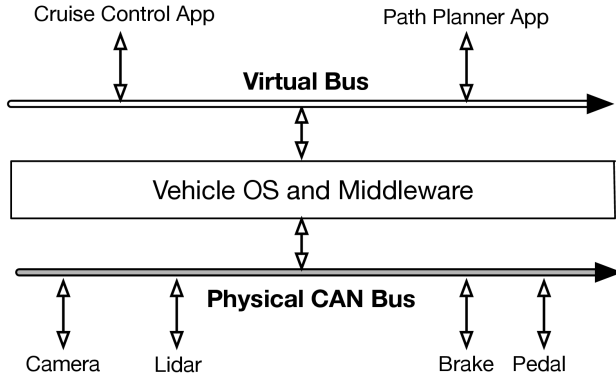 Cruise Control App
Path Planner App
Virtual Bus
Vehicle OS and Middleware
Physical CAN Bus
Camera
Lidar
Brake
Pedal